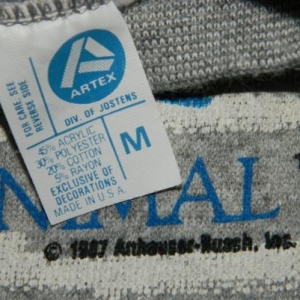 ARTEX
DIV. OF JOSTENS
FOR CARE, SEE
REVERSE SIDE
45% ACRYLIC
30% POLYESTER
20% COTTON
5% RAYON
EXCLUSIVE OF
DECORATIONS
MADE IN U.S.A.
M
NIMAL
© 1987 Anheuser-Busch, Inc.